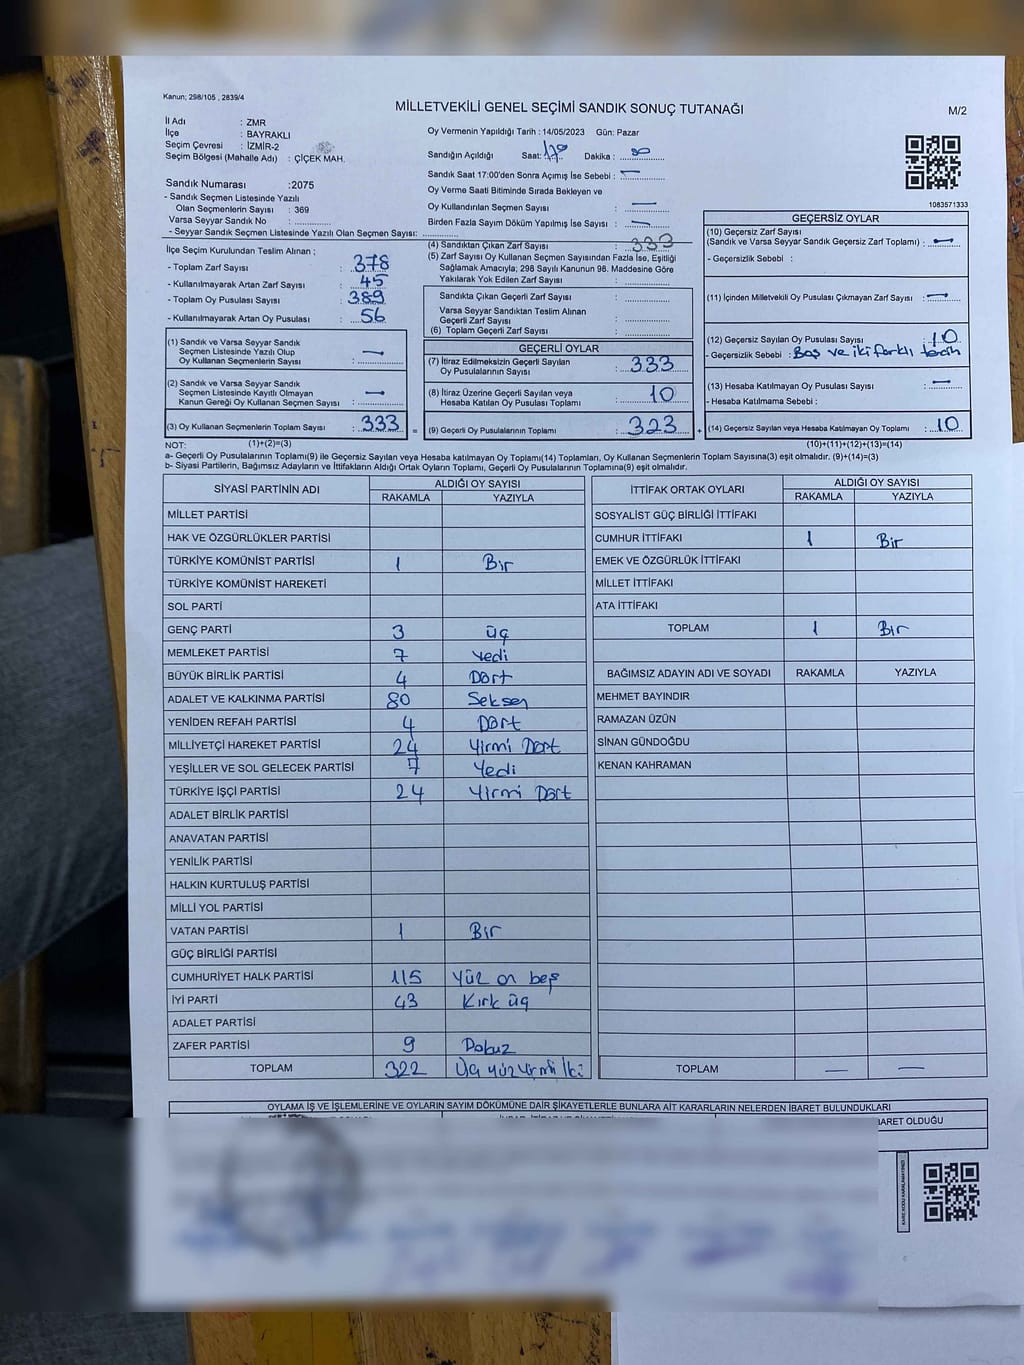 Kanun; 298/105 , 2839/4
MİLLETVEKİLİ GENEL SEÇİMİ SANDIK SONUÇ TUTANAĞI
M/2
İl Adı : ZMR
İlçe : BAYRAKLI
Seçim Çevresi : İZMİR-2
Seçim Bölgesi (Mahalle Adı) : ÇİÇEK MAH.
Sandık Numarası :2075
- Sandık Seçmen Listesinde Yazılı
Olan Seçmenlerin Sayısı : 369
Varsa Seyyar Sandık No :
- Seyyar Sandık Seçmen Listesinde Yazılı Olan Seçmen Sayısı:
Oy Vermenin Yapıldığı Tarih : 14/05/2023 Gün: Pazar
Sandığın Açıldığı Saat: Dakika :
Sandık Saat 17:00'den Sonra Açımış İse Sebebi : —
Oy Verme Saati Bitiminde Sırada Bekleyen ve
Oy Kullandırılan Seçmen Sayısı : —
Birden Fazla Sayım Döküm Yapılmış İse Sayısı : —
1083571333
İlçe Seçim Kurulundan Teslim Alınan ;
- Toplam Zarf Sayısı : 378
- Kullanılmayarak Artan Zarf Sayısı : 45
- Toplam Oy Pusulası Sayısı : 389
- Kullanılmayarak Artan Oy Pusulası : 56
(4) Sandıktan Çıkan Zarf Sayısı : 333
(5) Zarf Sayısı Oy Kullanan Seçmen Sayısından Fazla İse, Eşitliği
Sağlamak Amacıyla; 298 Sayılı Kanunun 98. Maddesine Göre
Yakılarak Yok Edilen Zarf Sayısı :
Sandıkta Çıkan Geçerli Zarf Sayısı :
Varsa Seyyar Sandıktan Teslim Alınan
Geçerli Zarf Sayısı :
(6) Toplam Geçerli Zarf Sayısı :
GEÇERSİZ OYLAR
(10) Geçersiz Zarf Sayısı
(Sandık ve Varsa Seyyar Sandık Geçersiz Zarf Toplamı) : —
- Geçersizlik Sebebi :
(11) İçinden Milletvekili Oy Pusulası Çıkmayan Zarf Sayısı : —
(12) Geçersiz Sayılan Oy Pusulası Sayısı : 10
- Geçersizlik Sebebi : Boş ve iki farklı tercih
(13) Hesaba Katılmayan Oy Pusulası Sayısı : —
- Hesaba Katılmama Sebebi :
(14) Geçersiz Sayılan veya Hesaba Katılmayan Oy Toplamı : 10
(1) Sandık ve Varsa Seyyar Sandık
Seçmen Listesinde Yazılı Olup
Oy Kullanan Seçmenlerin Sayısı : —
(2) Sandık ve Varsa Seyyar Sandık
Seçmen Listesinde Kayıtlı Olmayan
Kanun Gereği Oy Kullanan Seçmen Sayısı : —
(3) Oy Kullanan Seçmenlerin Toplam Sayısı : 333 =
GEÇERLİ OYLAR
(7) İtiraz Edilmeksizin Geçerli Sayılan
Oy Pusulalarının Sayısı : 333
(8) İtiraz Üzerine Geçerli Sayılan veya
Hesaba Katılan Oy Pusulası Toplamı : 10
(9) Geçerli Oy Pusulalarının Toplamı : 323 +
NOT: (1)+(2)=(3) (10)+(11)+(12)+(13)=(14)
a- Geçerli Oy Pusulalarının Toplamı(9) ile Geçersiz Sayılan veya Hesaba katılmayan Oy Toplamı(14) Toplamları, Oy Kullanan Seçmenlerin Toplam Sayısına(3) eşit olmalıdır. (9)+(14)=(3)
b- Siyasi Partilerin, Bağımsız Adayların ve İttifakların Aldığı Ortak Oyların Toplamı, Geçerli Oy Pusulalarının Toplamına(9) eşit olmalıdır.
SİYASİ PARTİNİN ADI ALDIĞI OY SAYISI
RAKAMLA YAZIYLA
MİLLET PARTİSİ
HAK VE ÖZGÜRLÜKLER PARTİSİ
TÜRKİYE KOMÜNİST PARTİSİ 1 Bir
TÜRKİYE KOMÜNİST HAREKETİ
SOL PARTİ
GENÇ PARTİ 3 üç
MEMLEKET PARTİSİ 7 yedi
BÜYÜK BİRLİK PARTİSİ 4 Dört
ADALET VE KALKINMA PARTİSİ 80 Seksen
YENİDEN REFAH PARTİSİ 4 Dört
MİLLİYETÇİ HAREKET PARTİSİ 24 Yirmi Dört
YEŞİLLER VE SOL GELECEK PARTİSİ 7 Yedi
TÜRKİYE İŞÇİ PARTİSİ 24 Yirmi Dört
ADALET BİRLİK PARTİSİ
ANAVATAN PARTİSİ
YENİLİK PARTİSİ
HALKIN KURTULUŞ PARTİSİ
MİLLİ YOL PARTİSİ
VATAN PARTİSİ 1 Bir
GÜÇ BİRLİĞİ PARTİSİ
CUMHURİYET HALK PARTİSİ 115 Yüz on beş
İYİ PARTİ 43 Kırk üç
ADALET PARTİSİ
ZAFER PARTİSİ 9 Dokuz
TOPLAM 322 Üç yüz yirmi İki
İTTİFAK ORTAK OYLARI ALDIĞI OY SAYISI
RAKAMLA YAZIYLA
SOSYALİST GÜÇ BİRLİĞİ İTTİFAKI
CUMHUR İTTİFAKI 1 Bir
EMEK VE ÖZGÜRLÜK İTTİFAKI
MİLLET İTTİFAKI
ATA İTTİFAKI
TOPLAM 1 Bir
BAĞIMSIZ ADAYIN ADI VE SOYADI RAKAMLA YAZIYLA
MEHMET BAYINDIR
RAMAZAN ÜZÜN
SİNAN GÜNDOĞDU
KENAN KAHRAMAN
TOPLAM — —
OYLAMA İŞ VE İŞLEMLERİNE VE OYLARIN SAYIM DÖKÜMÜNE DAİR ŞİKAYETLERLE BUNLARA AİT KARARLARIN NELERDEN İBARET BULUNDUKLARI
ARET OLDUĞU